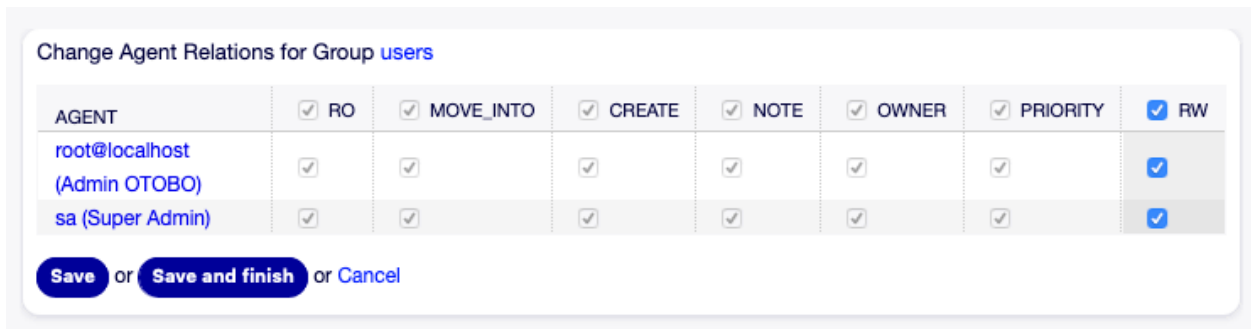 Change Agent Relations for Group users
AGENT RO MOVE_INTO CREATE NOTE OWNER PRIORITY RW
root@localhost
(Admin OTOBO)
sa (Super Admin)
Save or Save and finish or Cancel